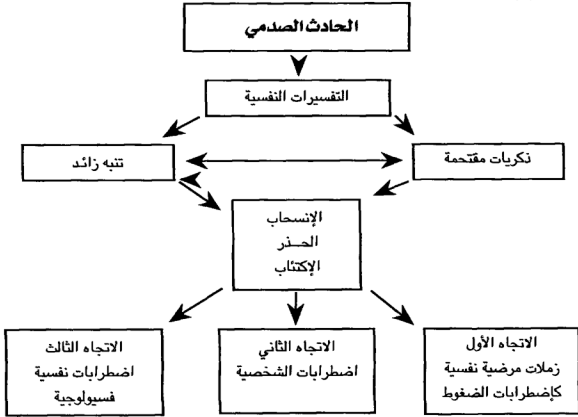 الحادث الصدمي
التفسيرات النفسية
ذكريات مقتحمة
تنبه زائد
الإنسحاب
الحــذر
الإكتئاب
الاتجاه الأول
زملات مرضية نفسية
كإضطرابات الضغوط
الاتجاه الثاني
اضطرابات الشخصية
الاتجاه الثالث
اضطرابات نفسية
فسيولوجية